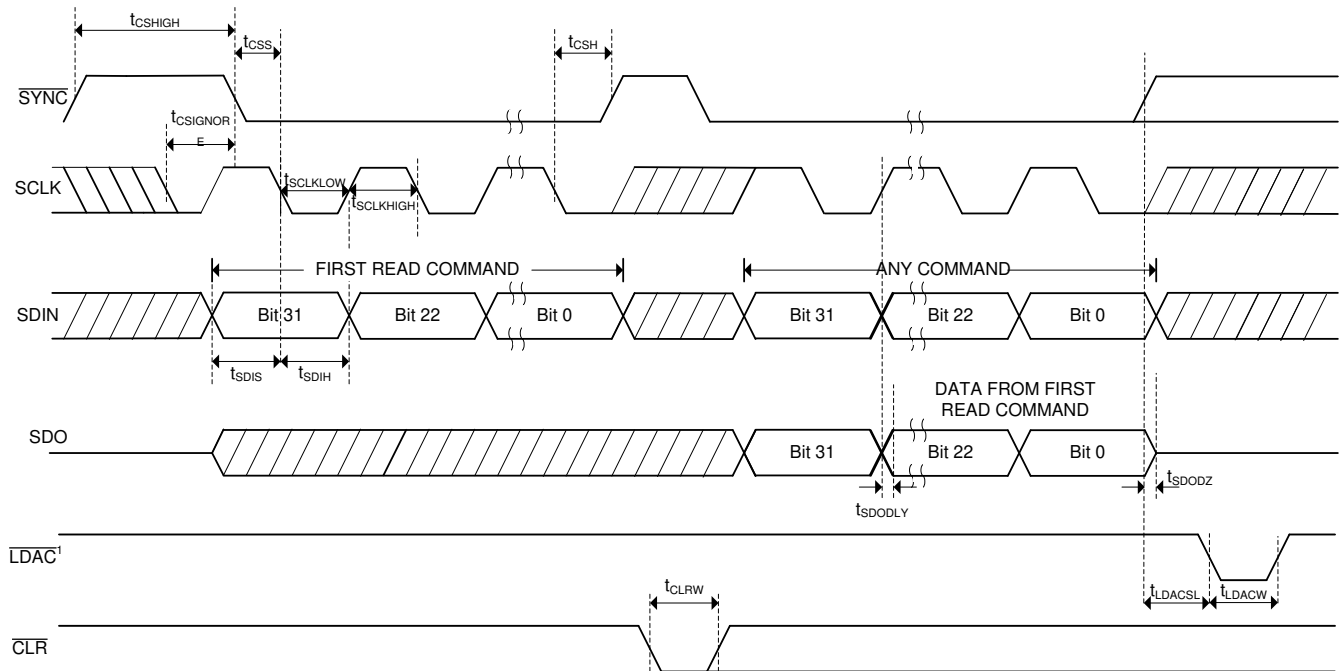 tCSHIGH
tCSS
tCSH
SYNC
tCSIGNOR
E
SCLK
tSCLKLOW
tSCLKHIGH
FIRST READ COMMAND
ANY COMMAND
SDIN
Bit 31
Bit 22
Bit 0
Bit 31
Bit 22
Bit 0
tSDIS
tSDIH
DATA FROM FIRST
READ COMMAND
SDO
Bit 31
Bit 22
Bit 0
tSDODLY
tSDODZ
LDAC1
tLDACSL
tLDACW
tCLRW
CLR